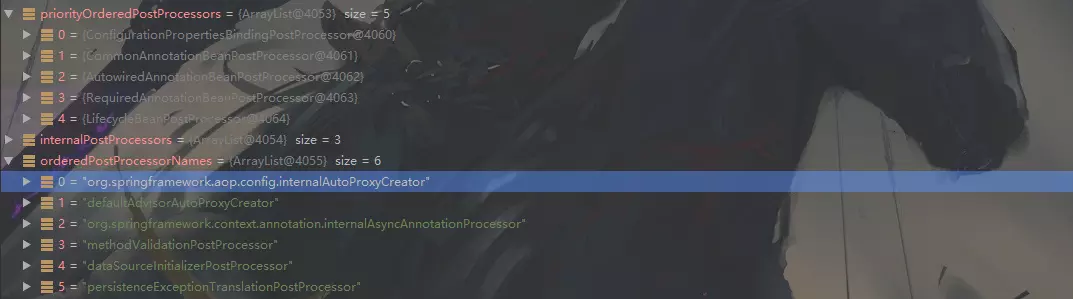 priorityOrderedPostProcessors = {ArrayList@4053} size = 5
0 = {ConfigurationPropertiesBindingPostProcessor@4060}
1 = {CommonAnnotationBeanPostProcessor@4061}
2 = {AutowiredAnnotationBeanPostProcessor@4062}
3 = {RequiredAnnotationBeanPostProcessor@4063}
4 = {LifecycleBeanPostProcessor@4064}
internalPostProcessors = {ArrayList@4054} size = 3
orderedPostProcessorNames = {ArrayList@4055} size = 6
0 = "org.springframework.aop.config.internalAutoProxyCreator"
1 = "defaultAdvisorAutoProxyCreator"
2 = "org.springframework.context.annotation.internalAsyncAnnotationProcessor"
3 = "methodValidationPostProcessor"
4 = "dataSourceInitializerPostProcessor"
5 = "persistenceExceptionTranslationPostProcessor"